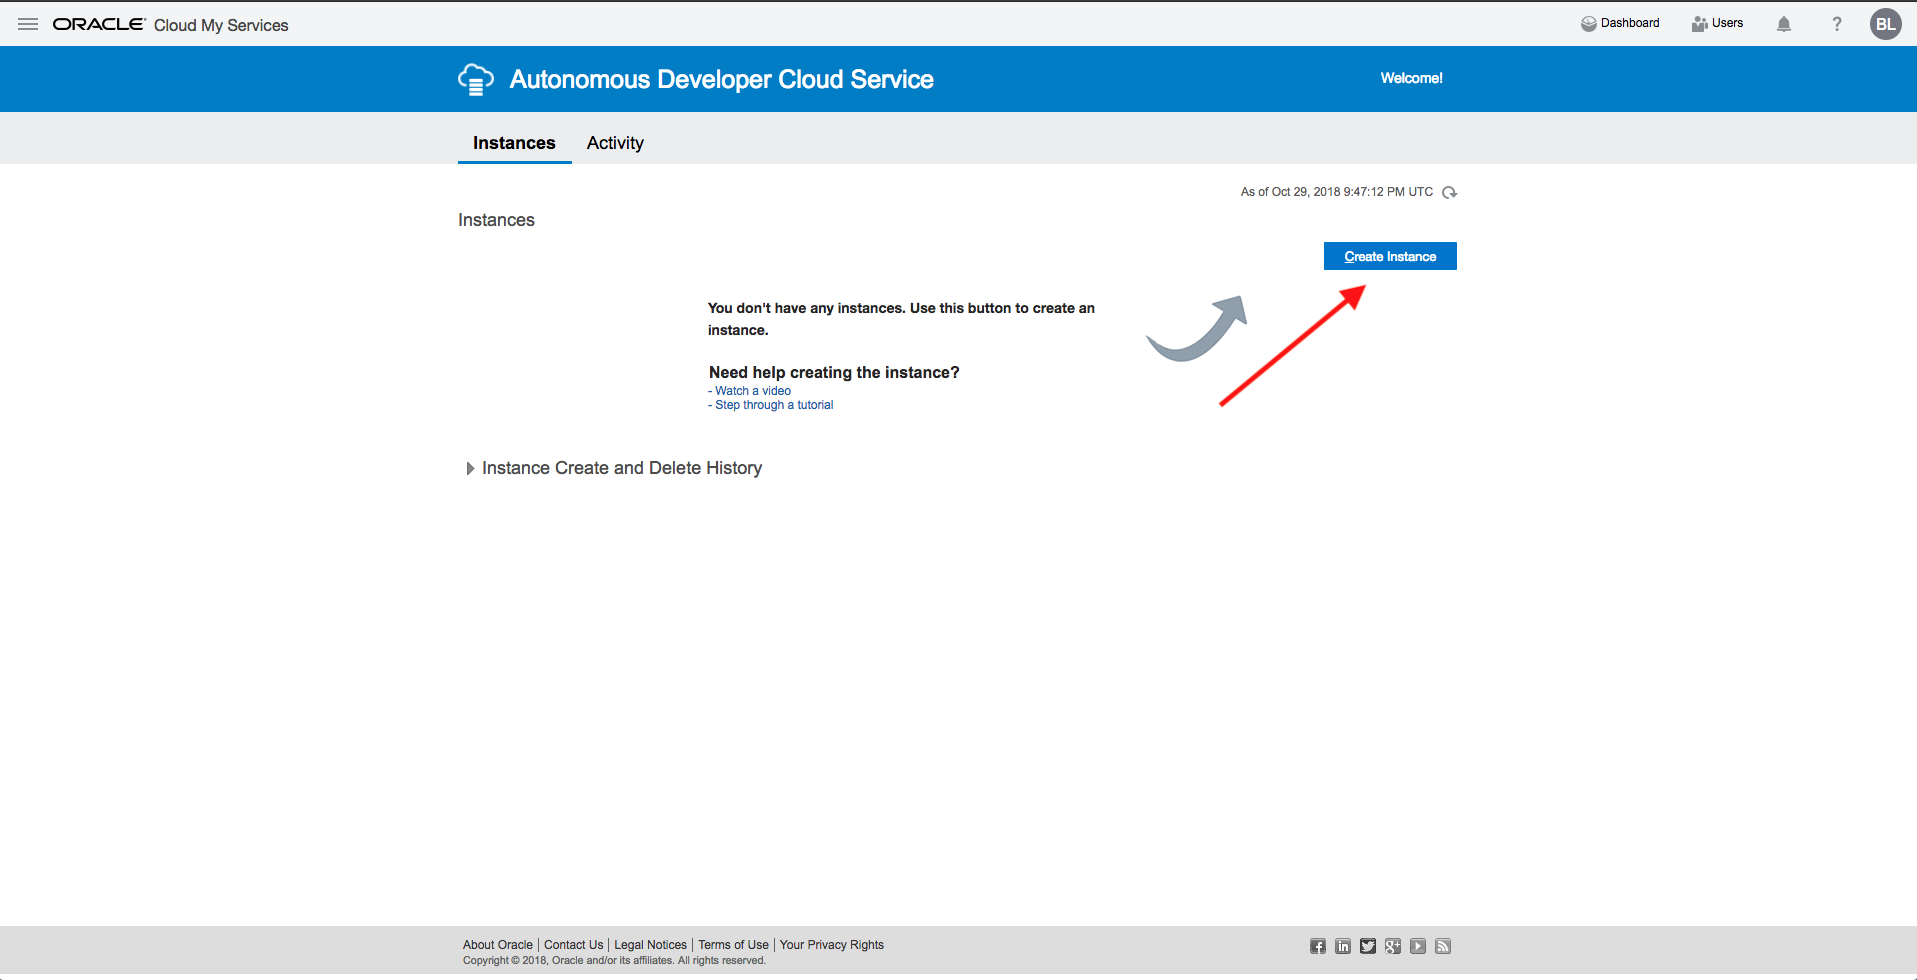 ORACLE® Cloud My Services
Dashboard
Users
?
BL
Autonomous Developer Cloud Service
Welcome!
Instances
Activity
As of Oct 29, 2018 9:47:12 PM UTC
Instances
Create Instance
You don't have any instances. Use this button to create an
instance.
Need help creating the instance?
- Watch a video
- Step through a tutorial
Instance Create and Delete History
About Oracle | Contact Us | Legal Notices | Terms of Use | Your Privacy Rights
Copyright © 2018, Oracle and/or its affiliates. All rights reserved.
f
in
g+